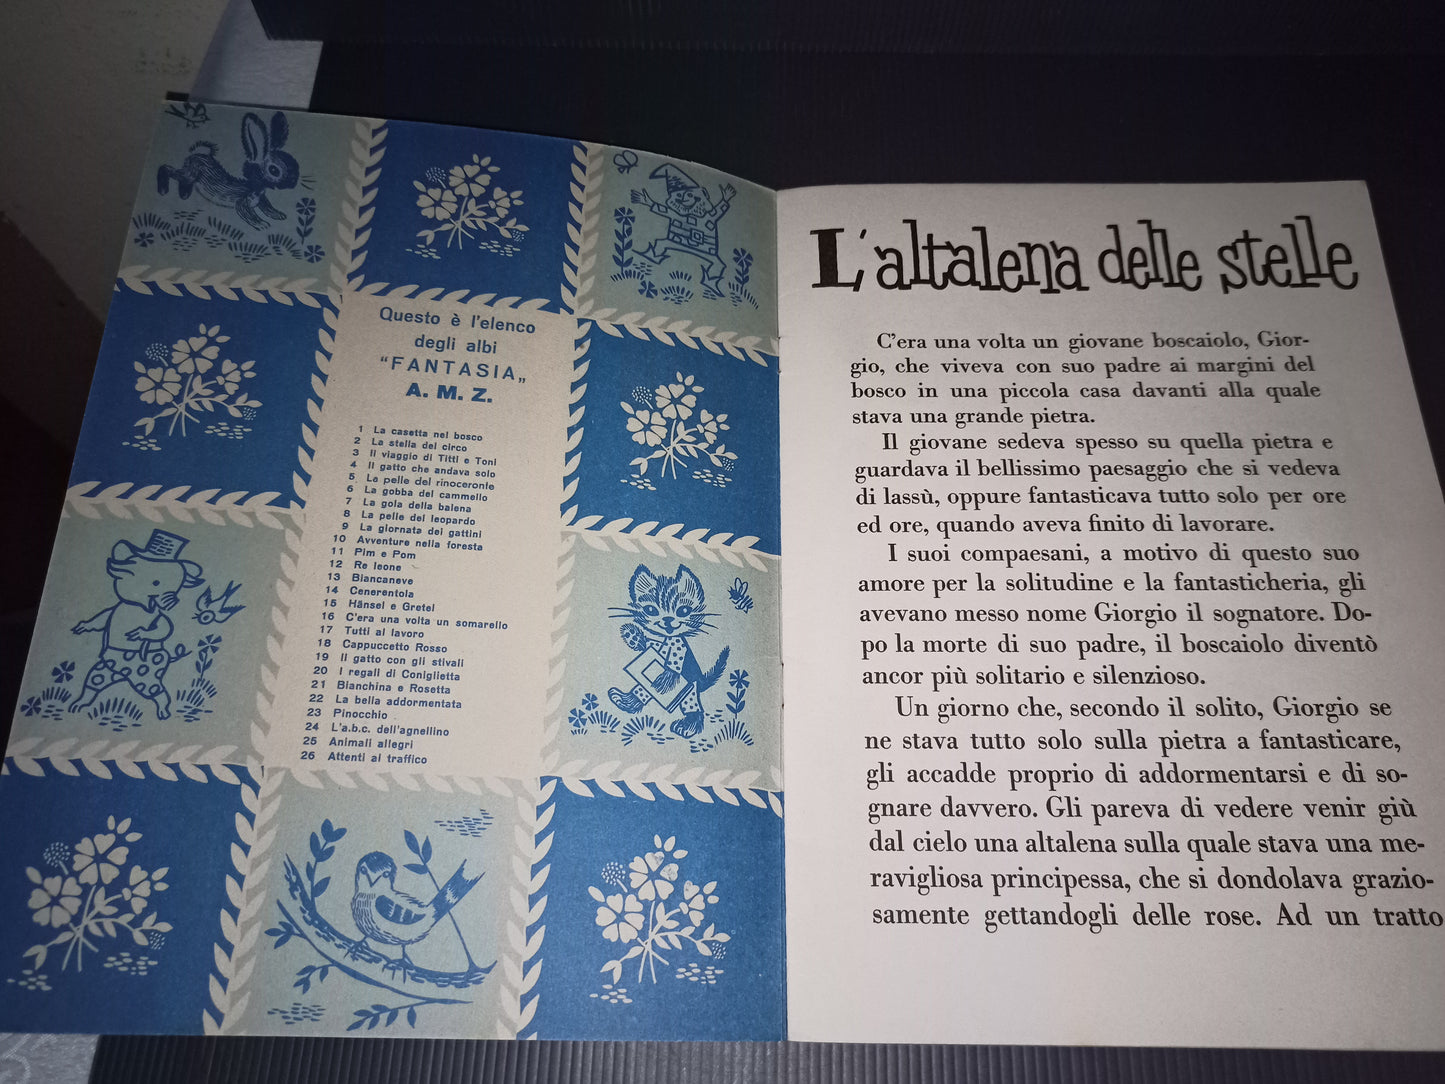 Questo è l'elenco
degli albi
"FANTASIA„
A. M. Z.
1 La casetta nel bosco
2 La stella del circo
3 Il viaggio di Titti e Toni
4 Il gatto che andava solo
5 La pelle del rinoceronte
6 La gobba del cammello
7 La gola della balena
8 La pelle del leopardo
9 La giornata dei gattini
10 Avventure nella foresta
11 Pim e Pom
12 Re leone
13 Biancaneve
14 Cenerentola
15 Hänsel e Gretel
16 C'era una volta un somarello
17 Tutti al lavoro
18 Cappuccetto Rosso
19 Il gatto con gli stivali
20 I regali di Coniglietta
21 Bianchina e Rosetta
22 La bella addormentata
23 Pinocchio
24 L'a.b.c. dell'agnellino
25 Animali allegri
26 Attenti al traffico
L'altalena delle stelle
C'era una volta un giovane boscaiolo, Gior-
gio, che viveva con suo padre ai margini del
bosco in una piccola casa davanti alla quale
stava una grande pietra.
Il giovane sedeva spesso su quella pietra e
guardava il bellissimo paesaggio che si vedeva
di lassù, oppure fantasticava tutto solo per ore
ed ore, quando aveva finito di lavorare.
I suoi compaesani, a motivo di questo suo
amore per la solitudine e la fantasticheria, gli
avevano messo nome Giorgio il sognatore. Do-
po la morte di suo padre, il boscaiolo diventò
ancor più solitario e silenzioso.
Un giorno che, secondo il solito, Giorgio se
ne stava tutto solo sulla pietra a fantasticare,
gli accadde proprio di addormentarsi e di so-
gnare davvero. Gli pareva di vedere venir giù
dal cielo una altalena sulla quale stava una me-
ravigliosa principessa, che si dondolava grazio-
samente gettandogli delle rose. Ad un tratto